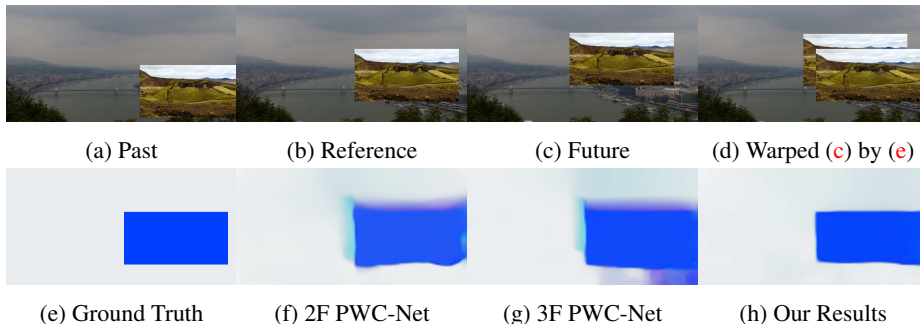 (a) Past
(b) Reference
(c) Future
(d) Warped (c) by (e)
(e) Ground Truth
(f) 2F PWC-Net
(g) 3F PWC-Net
(h) Our Results